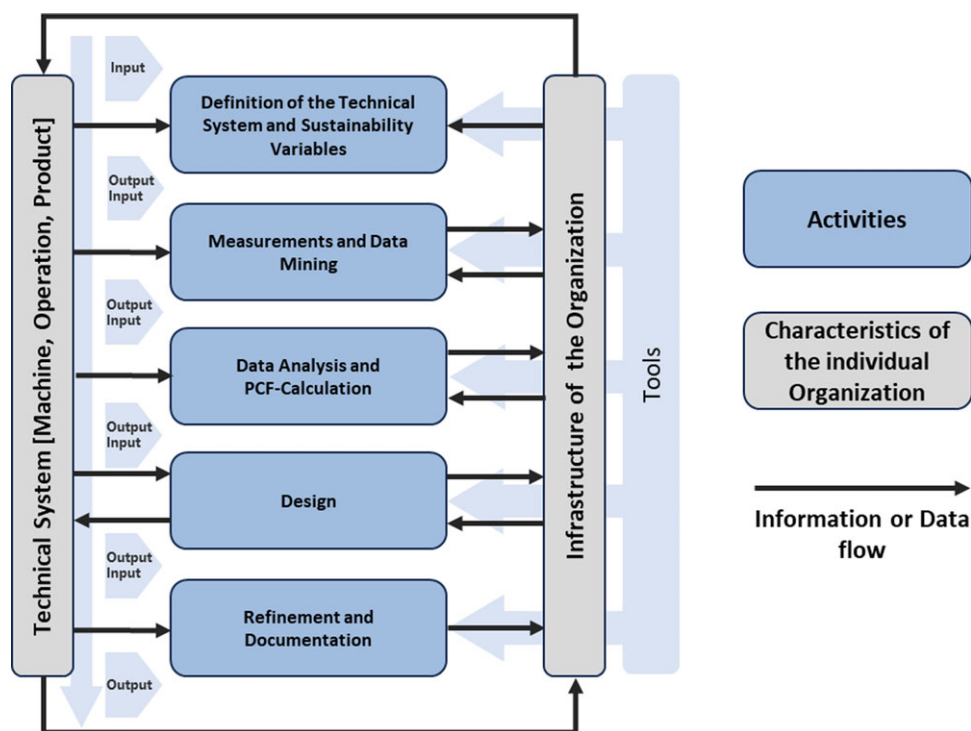 Technical System [Machine, Operation, Product]
Input
Definition of the Technical
System and Sustainability
Variables
Output
Input
Measurements and Data
Mining
Output
Input
Data Analysis and
PCF-Calculation
Output
Input
Design
Output
Input
Refinement and
Documentation
Output
Infrastructure of the Organization
Tools
Activities
Characteristics of
the individual
Organization
Information or Data
flow